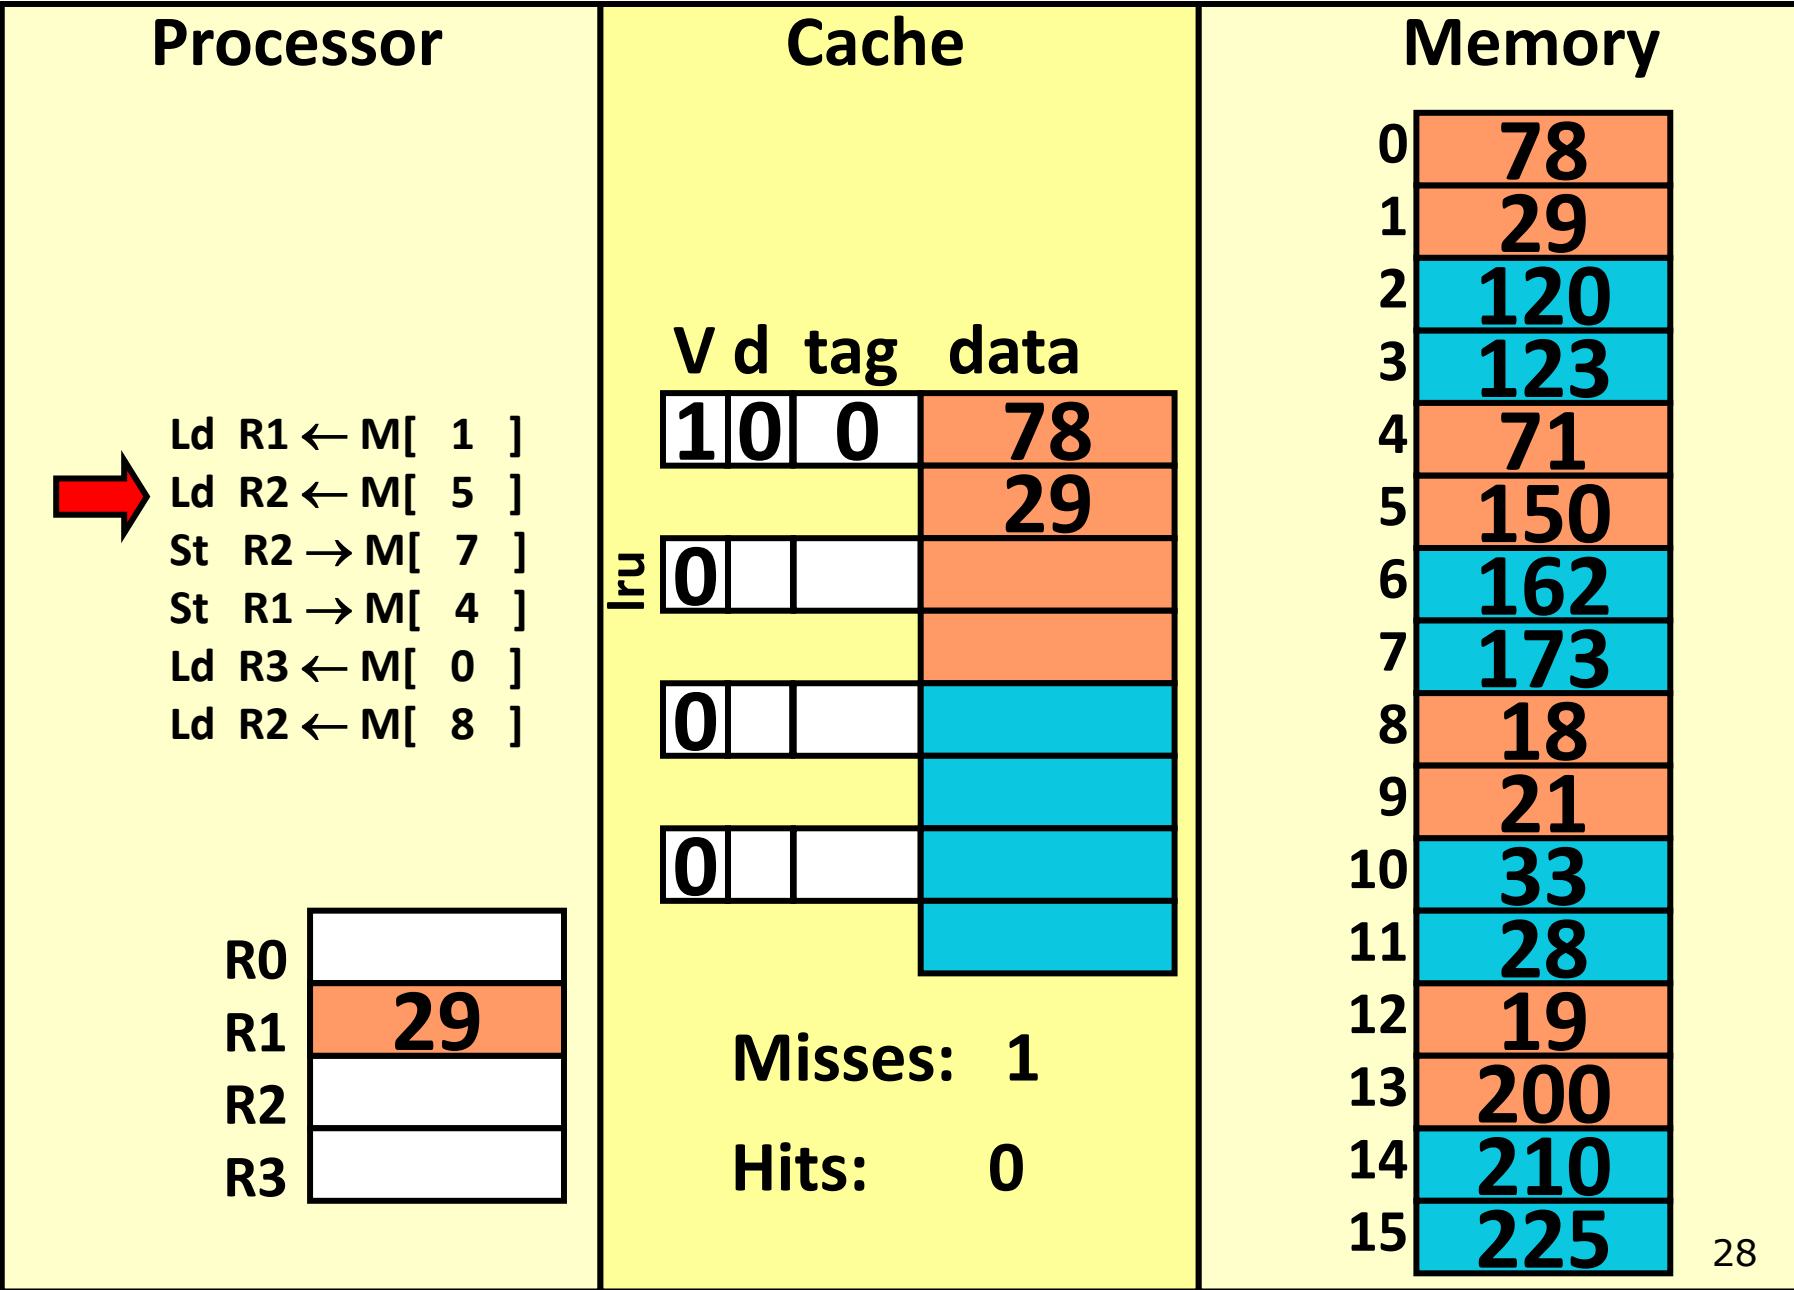 Processor
Cache
Memory
Ld R1 ← M[ 1 ]
Ld R2 ← M[ 5 ]
St R2 → M[ 7 ]
St R1 → M[ 4 ]
Ld R3 ← M[ 0 ]
Ld R2 ← M[ 8 ]
R0
R1 29
R2
R3
V d tag data
1 0 0 78
29
lru
0
0
0
Misses: 1
Hits: 0
0 78
1 29
2 120
3 123
4 71
5 150
6 162
7 173
8 18
9 21
10 33
11 28
12 19
13 200
14 210
15 225
28